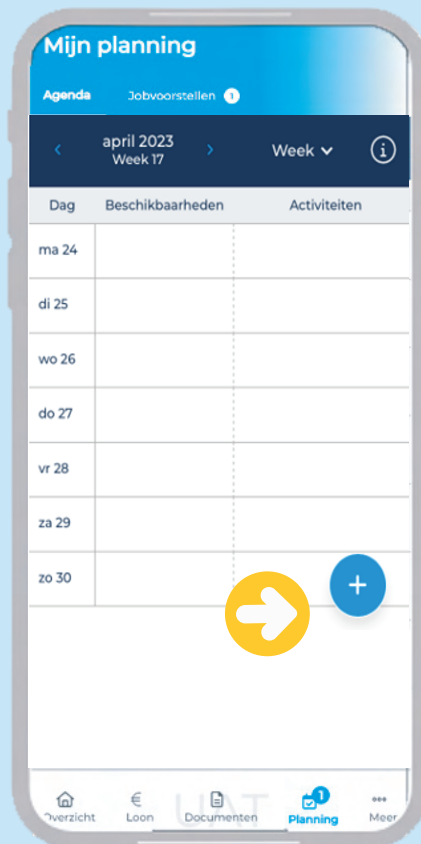 Mijn planning
Agenda Jobvoorstellen 1
april 2023
Week 17
Week
i
Dag Beschikbaarheden Activiteiten
ma 24
di 25
wo 26
do 27
vr 28
za 29
zo 30
+
UAT
1
€
Overzicht Loon Documenten Planning Meer